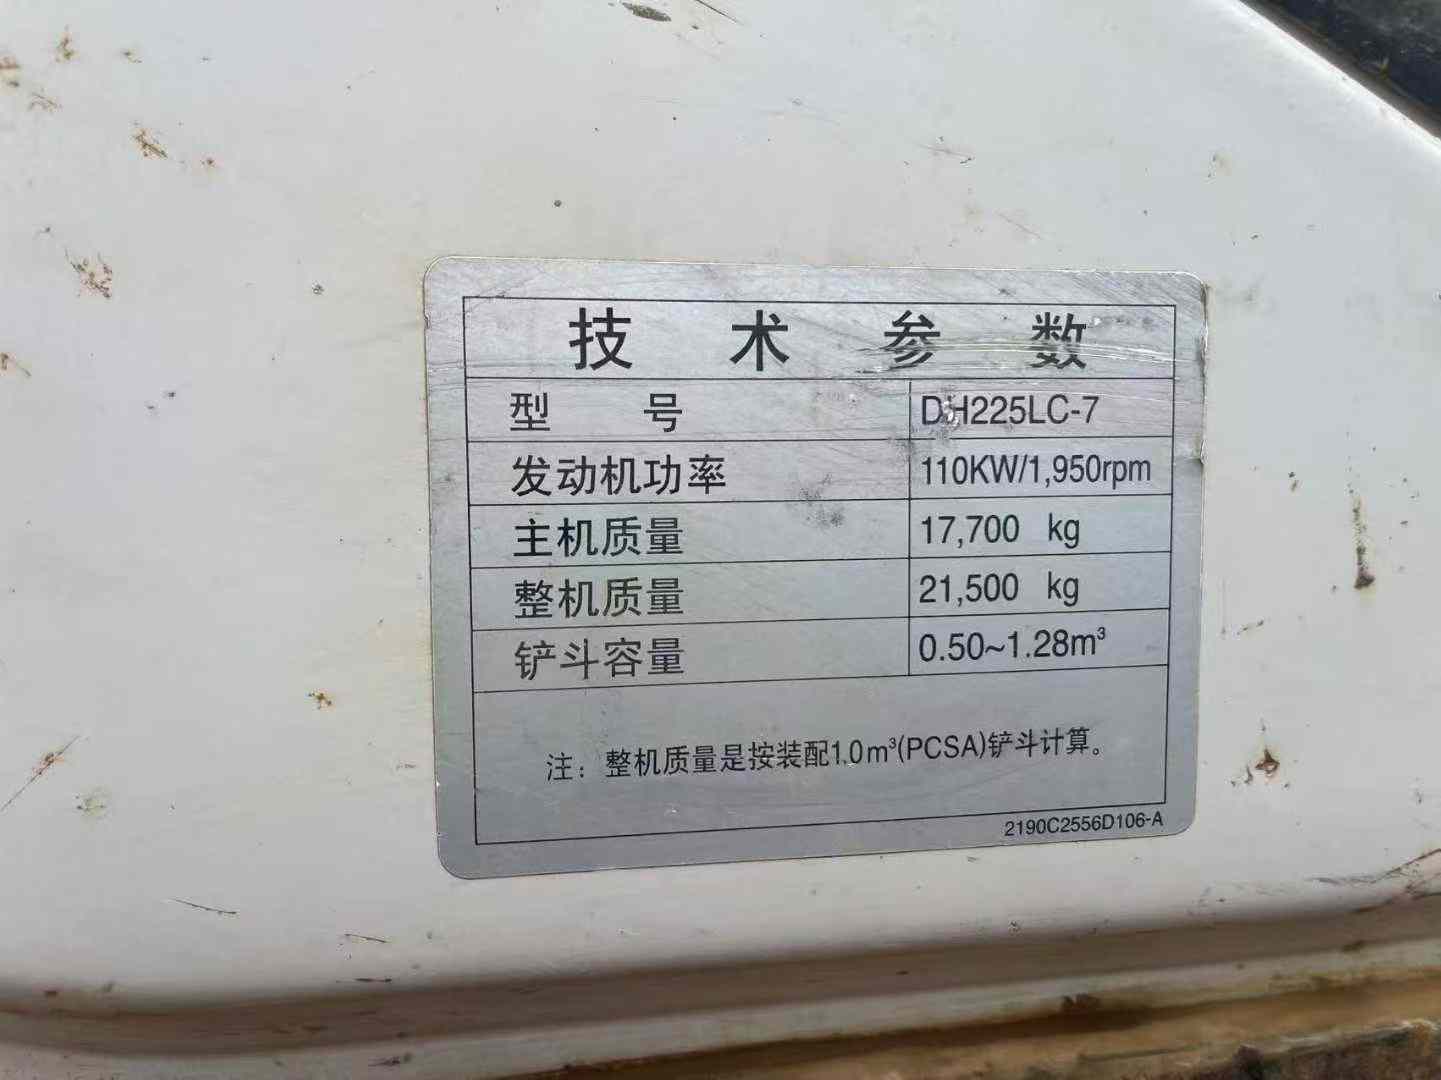 技术参数
型号 DH225LC-7
发动机功率 110KW/1,950rpm
主机质量 17,700 kg
整机质量 21,500 kg
铲斗容量 0.50~1.28m³
注：整机质量是按装配1.0m³(PCSA)铲斗计算。
2190C2556D106-A